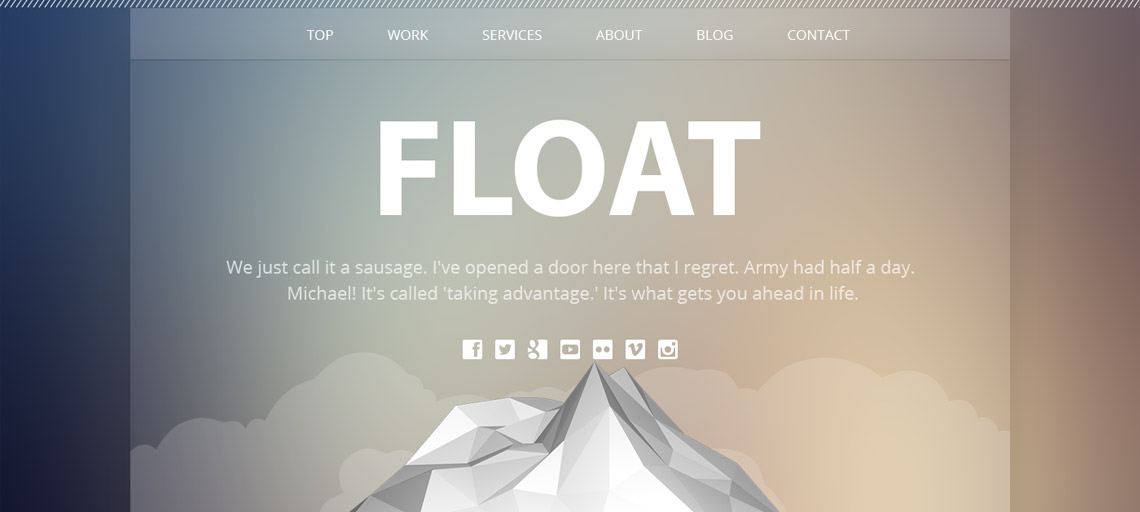 TOP WORK SERVICES ABOUT BLOG CONTACT
FLOAT
We just call it a sausage. I've opened a door here that I regret. Army had half a day.
Michael! It's called 'taking advantage.' It's what gets you ahead in life.